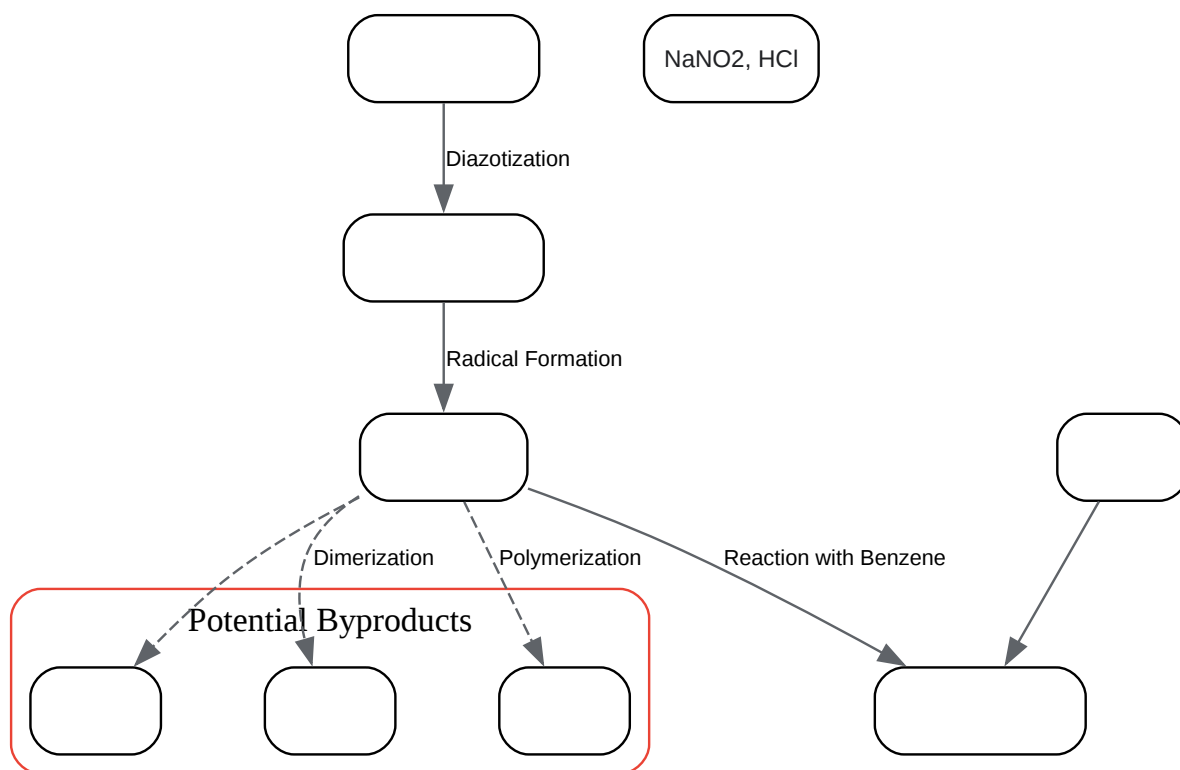 NaNO2, HCl
Diazotization
Radical Formation
Dimerization
Polymerization
Reaction with Benzene
Potential Byproducts